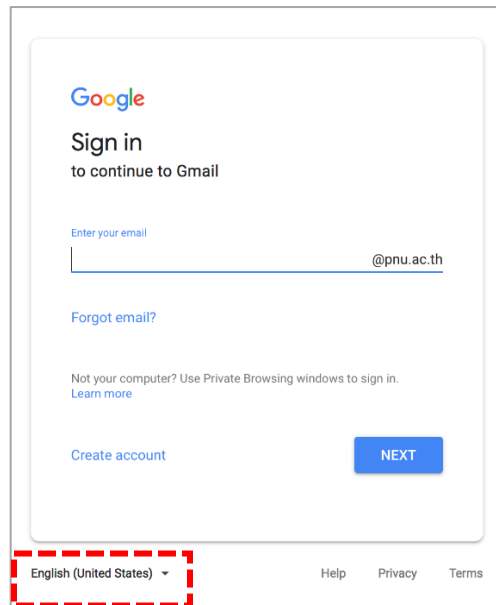 Google
Sign in
to continue to Gmail
Enter your email
@pnu.ac.th
Forgot email?
Not your computer? Use Private Browsing windows to sign in.
Learn more
Create account
NEXT
English (United States)
Help Privacy Terms